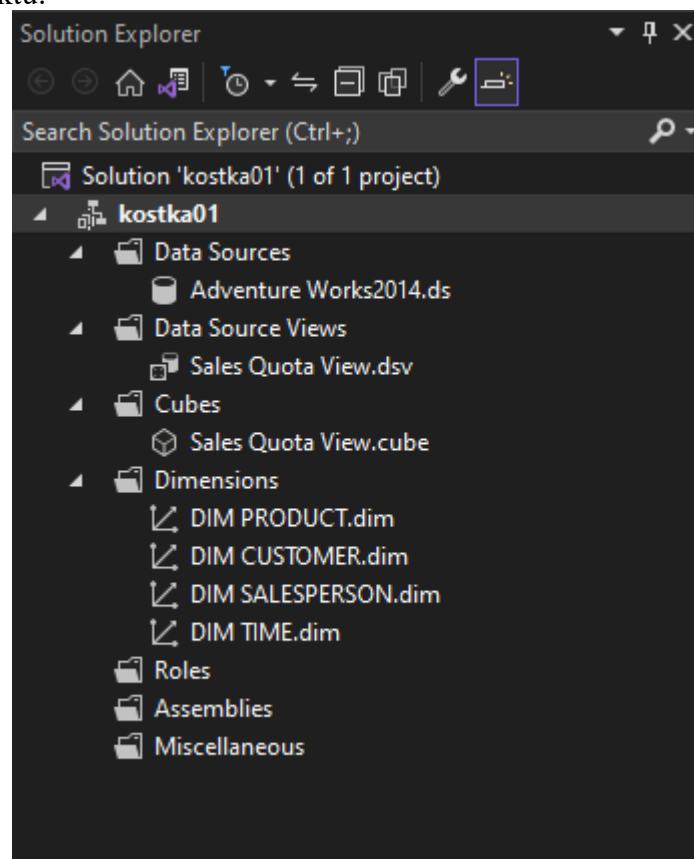 Solution Explorer
Search Solution Explorer (Ctrl+;)
Solution 'kostka01' (1 of 1 project)
kostka01
Data Sources
Adventure Works2014.ds
Data Source Views
Sales Quota View.dsv
Cubes
Sales Quota View.cube
Dimensions
DIM PRODUCT.dim
DIM CUSTOMER.dim
DIM SALESPERSON.dim
DIM TIME.dim
Roles
Assemblies
Miscellaneous